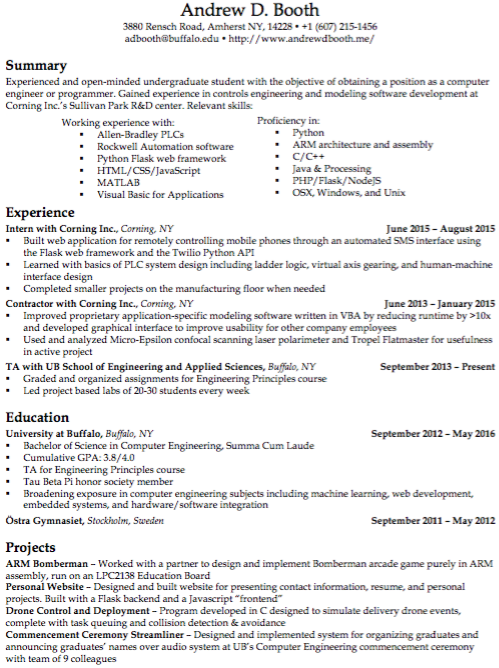 Andrew D. Booth
3880 Rensch Road, Amherst NY, 14228 • +1 (607) 215-1456
adbooth@buffalo.edu • http://www.andrewdbooth.me/
Summary
Experienced and open-minded undergraduate student with the objective of obtaining a position as a computer
engineer or programmer. Gained experience in controls engineering and modeling software development at
Corning Inc.'s Sullivan Park R&D center. Relevant skills:
Working experience with:
▪ Allen-Bradley PLCs
▪ Rockwell Automation software
▪ Python Flask web framework
▪ HTML/CSS/JavaScript
▪ MATLAB
▪ Visual Basic for Applications
Proficiency in:
▪ Python
▪ ARM architecture and assembly
▪ C/C++
▪ Java & Processing
▪ PHP/Flask/NodeJS
▪ OSX, Windows, and Unix
Experience
Intern with Corning Inc., Corning, NY June 2015 – August 2015
▪ Built web application for remotely controlling mobile phones through an automated SMS interface using
the Flask web framework and the Twilio Python API
▪ Learned with basics of PLC system design including ladder logic, virtual axis gearing, and human-machine
interface design
▪ Completed smaller projects on the manufacturing floor when needed
Contractor with Corning Inc., Corning, NY June 2013 – January 2015
▪ Improved proprietary application-specific modeling software written in VBA by reducing runtime by >10x
and developed graphical interface to improve usability for other company employees
▪ Used and analyzed Micro-Epsilon confocal scanning laser polarimeter and Tropel Flatmaster for usefulness
in active project
TA with UB School of Engineering and Applied Sciences, Buffalo, NY September 2013 – Present
▪ Graded and organized assignments for Engineering Principles course
▪ Led project based labs of 20-30 students every week
Education
University at Buffalo, Buffalo, NY September 2012 – May 2016
▪ Bachelor of Science in Computer Engineering, Summa Cum Laude
▪ Cumulative GPA: 3.8/4.0
▪ TA for Engineering Principles course
▪ Tau Beta Pi honor society member
▪ Broadening exposure in computer engineering subjects including machine learning, web development,
embedded systems, and hardware/software integration
Östra Gymnasiet, Stockholm, Sweden September 2011 – May 2012
Projects
ARM Bomberman – Worked with a partner to design and implement Bomberman arcade game purely in ARM
assembly, run on an LPC2138 Education Board
Personal Website – Designed and built website for presenting contact information, resume, and personal
projects. Built with a Flask backend and a Javascript "frontend"
Drone Control and Deployment – Program developed in C designed to simulate delivery drone events,
complete with task queuing and collision detection & avoidance
Commencement Ceremony Streamliner – Designed and implemented system for organizing graduates and
announcing graduates' names over audio system at UB's Computer Engineering commencement ceremony
with team of 9 colleagues